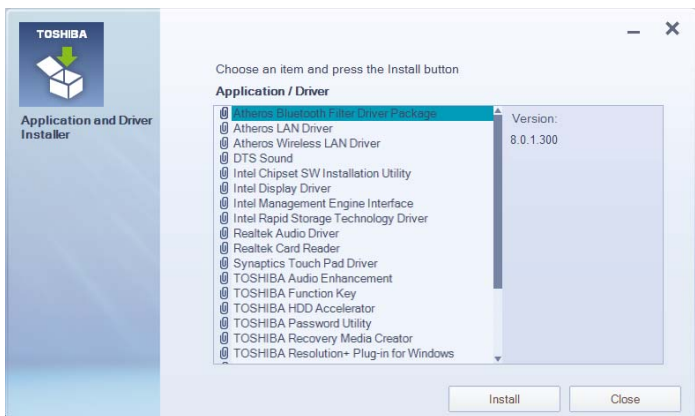 TOSHIBA
Application and Driver
Installer
Choose an item and press the Install button
Application / Driver
Atheros Bluetooth Filter Driver Package
Atheros LAN Driver
Atheros Wireless LAN Driver
DTS Sound
Intel Chipset SW Installation Utility
Intel Display Driver
Intel Management Engine Interface
Intel Rapid Storage Technology Driver
Realtek Audio Driver
Realtek Card Reader
Synaptics Touch Pad Driver
TOSHIBA Audio Enhancement
TOSHIBA Function Key
TOSHIBA HDD Accelerator
TOSHIBA Password Utility
TOSHIBA Recovery Media Creator
TOSHIBA Resolution+ Plug-in for Windows
Version:
8.0.1.300
Install
Close